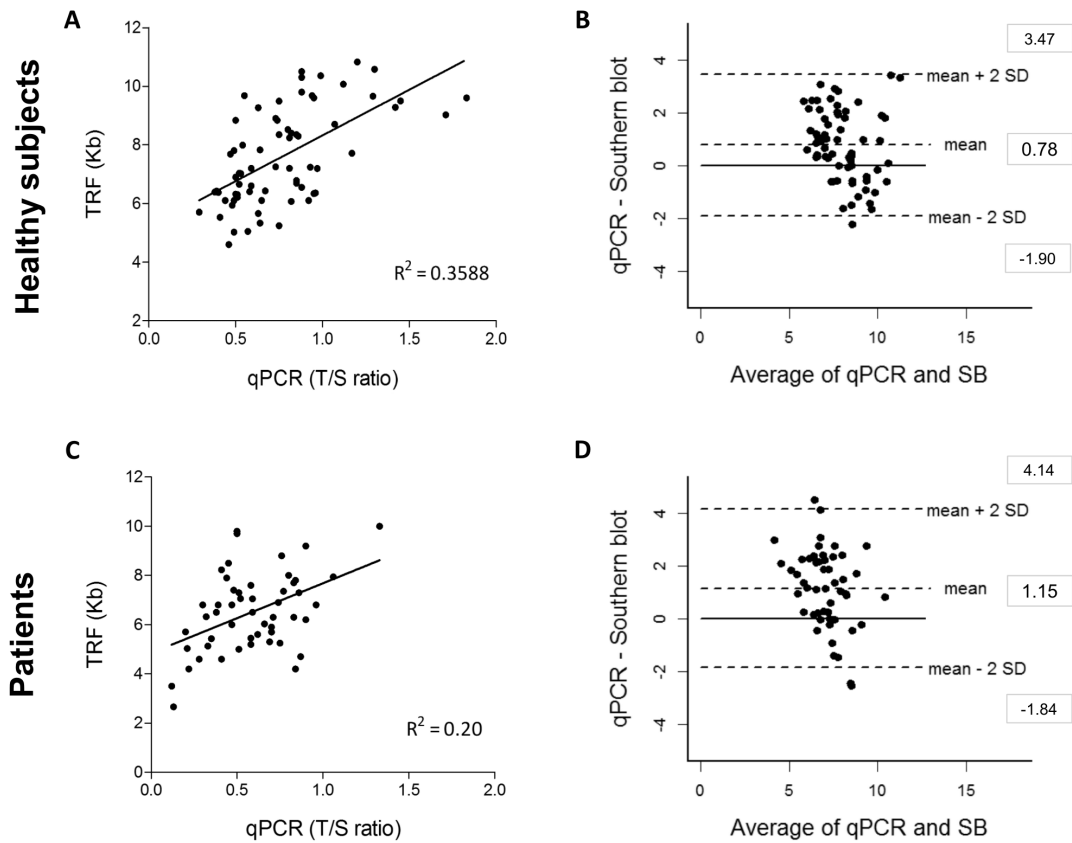 Healthy subjects
A
12
10
8
6
4
2
TRF (Kb)
0.0 0.5 1.0 1.5 2.0
qPCR (T/S ratio)
R² = 0.3588
B
4
2
0
-2
-4
qPCR - Southern blot
0 5 10 15
Average of qPCR and SB
3.47
mean + 2 SD
mean
0.78
mean - 2 SD
-1.90
Patients
C
12
10
8
6
4
2
0
TRF (Kb)
0.0 0.5 1.0 1.5 2.0
qPCR (T/S ratio)
R² = 0.20
D
4
2
0
-2
-4
qPCR - Southern blot
0 5 10 15
Average of qPCR and SB
4.14
mean + 2 SD
mean
1.15
mean - 2 SD
-1.84